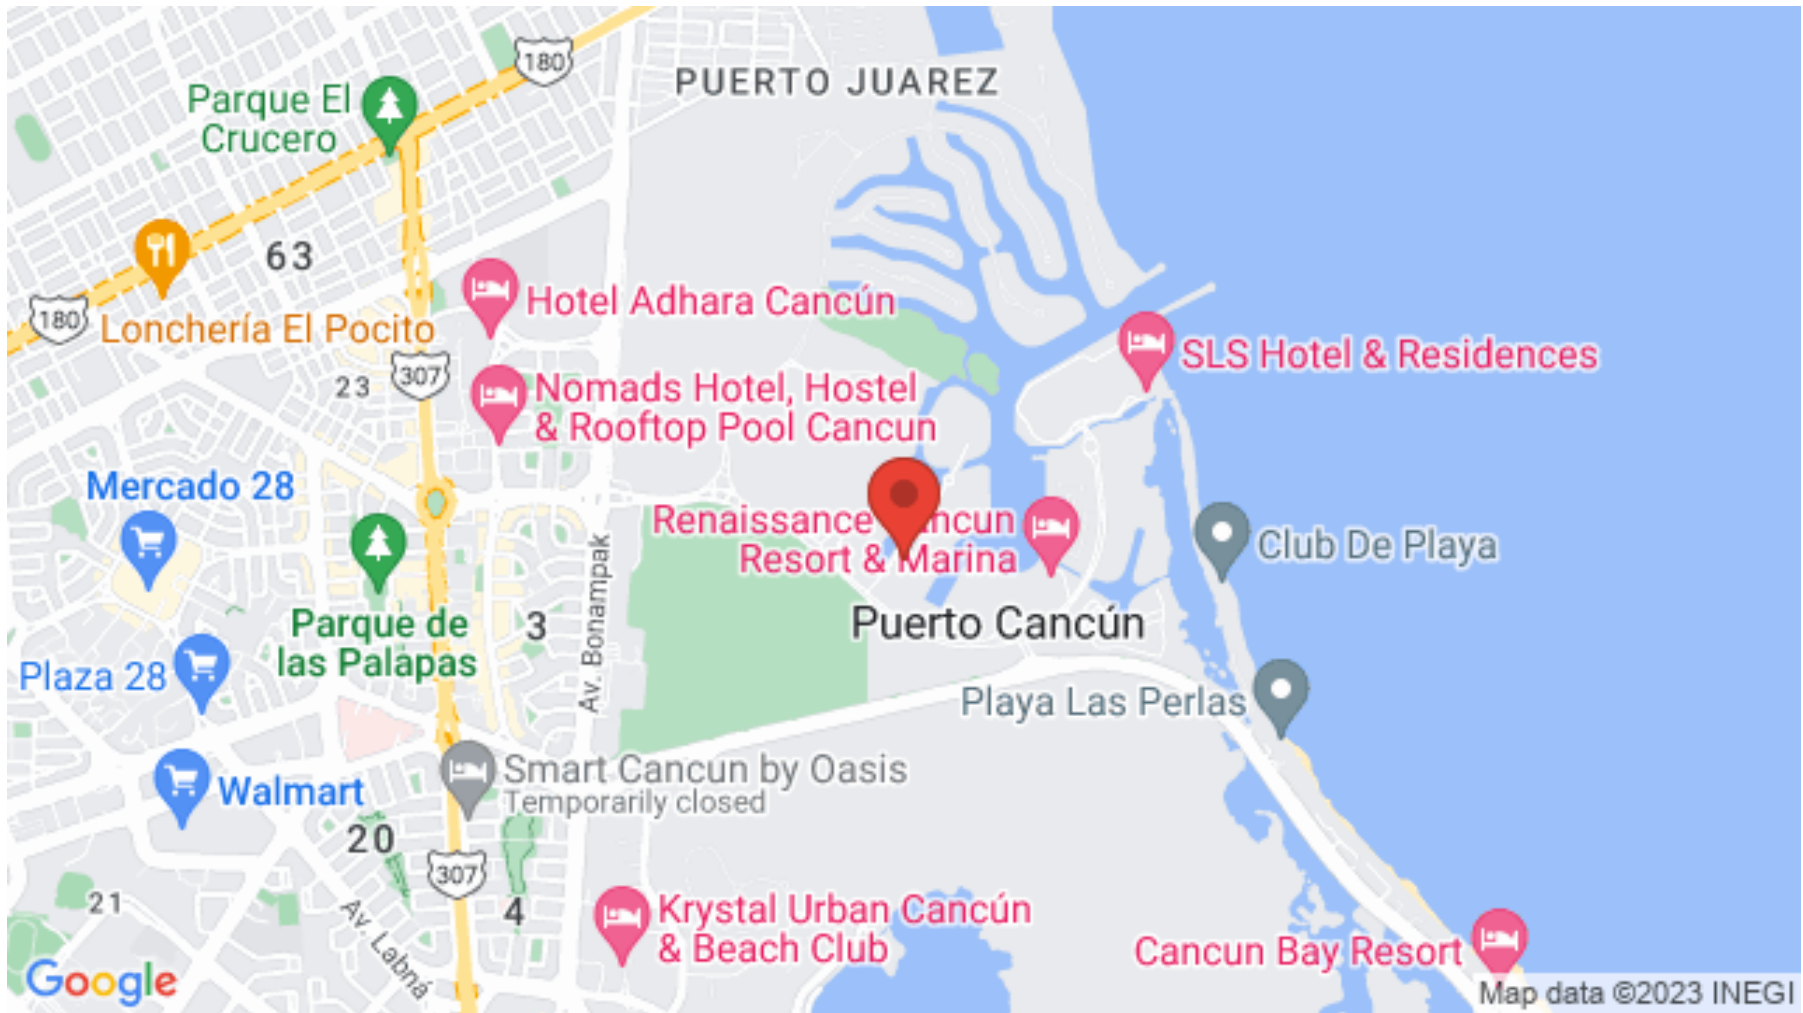 180
PUERTO JUAREZ
Parque El
Crucero
63
180
Lonchería El Pocito
Hotel Adhara Cancún
307
23
Nomads Hotel, Hostel
& Rooftop Pool Cancun
SLS Hotel & Residences
Mercado 28
Renaissance Cancun
Resort & Marina
Club De Playa
Av. Bonampak
Parque de
las Palapas
3
Puerto Cancún
Plaza 28
Playa Las Perlas
Walmart
Smart Cancun by Oasis
Temporarily closed
20
307
21
4
Av. Labná
Krystal Urban Cancún
& Beach Club
Cancun Bay Resort
Google
Map data ©2023 INEGI